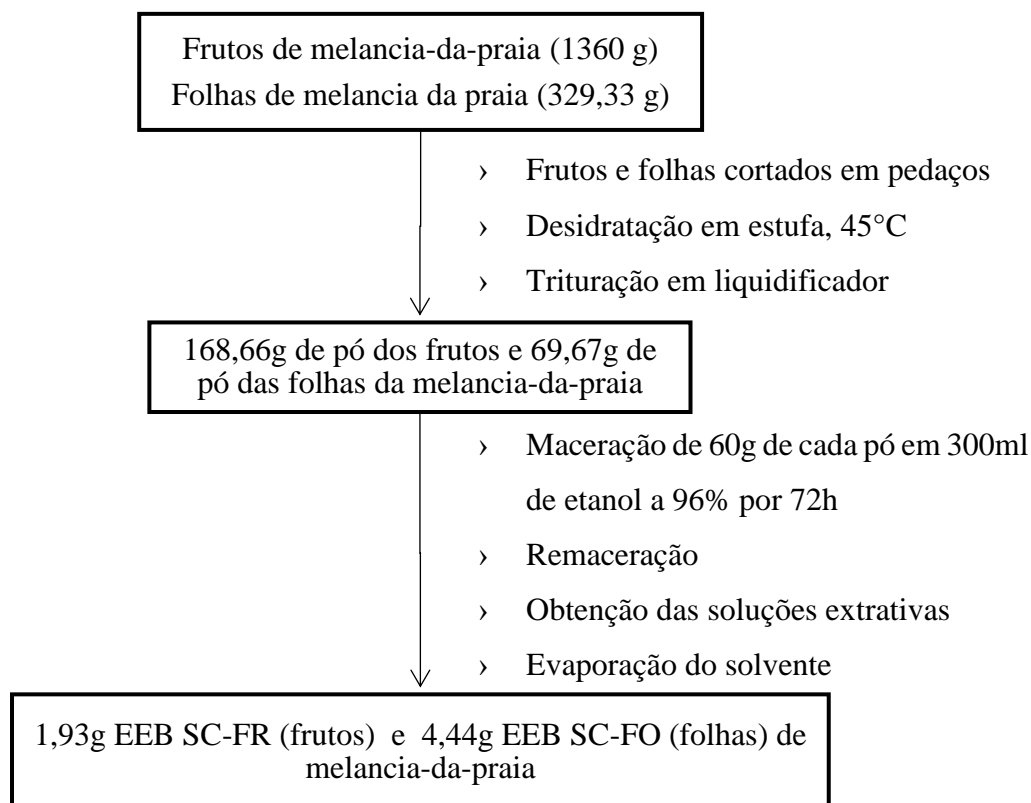 Frutos de melancia-da-praia (1360 g)
Folhas de melancia da praia (329,33 g)
› Frutos e folhas cortados em pedaços
› Desidratação em estufa, 45°C
› Trituração em liquidificador
168,66g de pó dos frutos e 69,67g de
pó das folhas da melancia-da-praia
› Maceração de 60g de cada pó em 300ml
de etanol a 96% por 72h
› Remaceração
› Obtenção das soluções extrativas
› Evaporação do solvente
1,93g EEB SC-FR (frutos) e 4,44g EEB SC-FO (folhas) de
melancia-da-praia